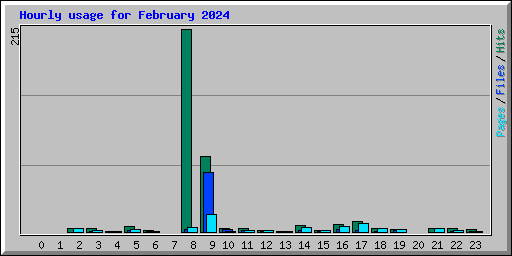 Hourly usage for February 2024
215
Pages/Files/Hits
0 1 2 3 4 5 6 7 8 9 10 11 12 13 14 15 16 17 18 19 20 21 22 23